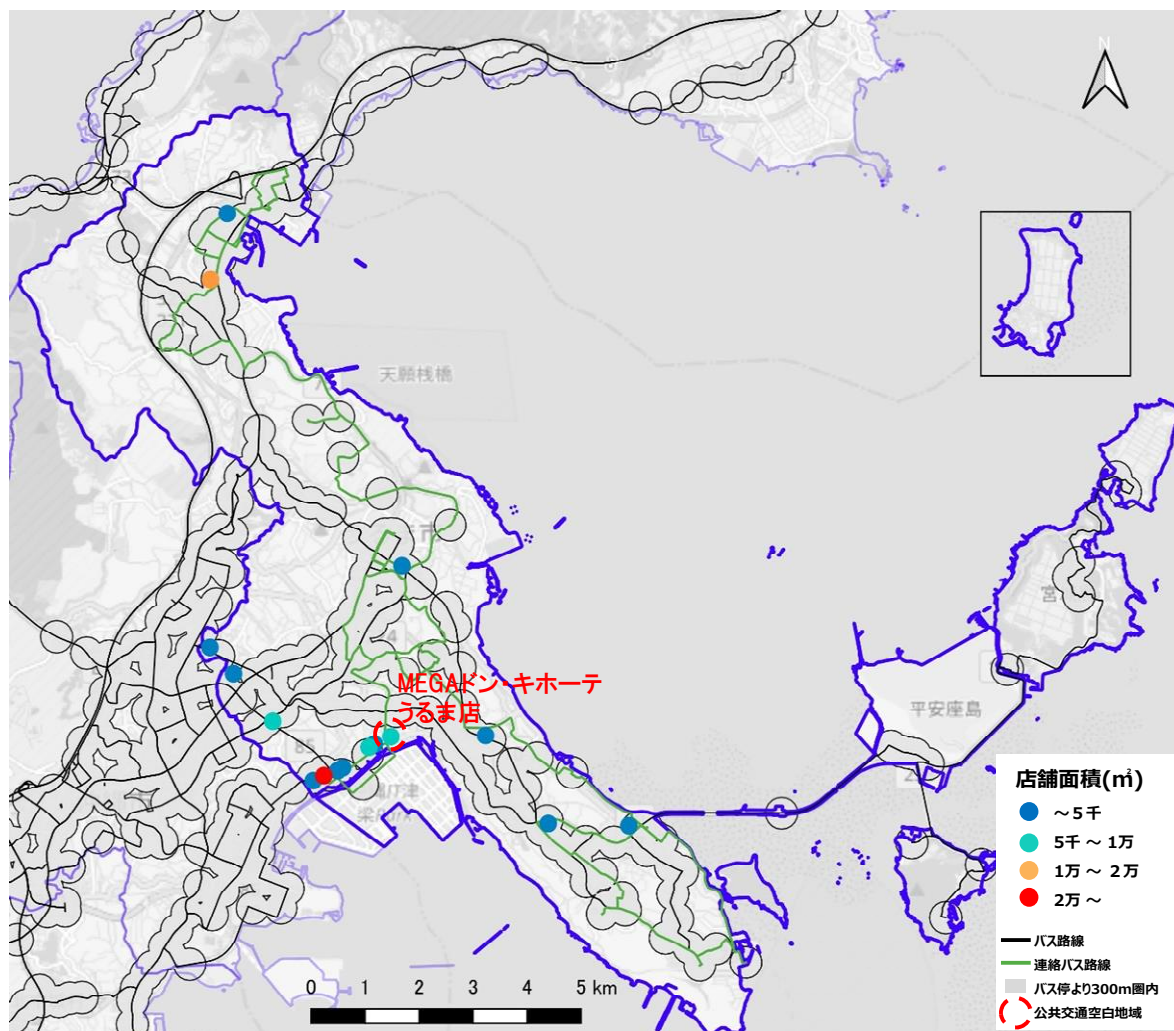 N
天願桟橋
市
宮
MEGAドン・キホーテ
うるま店
85
平安座島
店舗面積(㎡)
～５千
５千 ～ １万
１万 ～ ２万
２万 ～
バス路線
連絡バス路線
バス停より300m圏内
公共交通空白地域
0 1 2 3 4 5 km